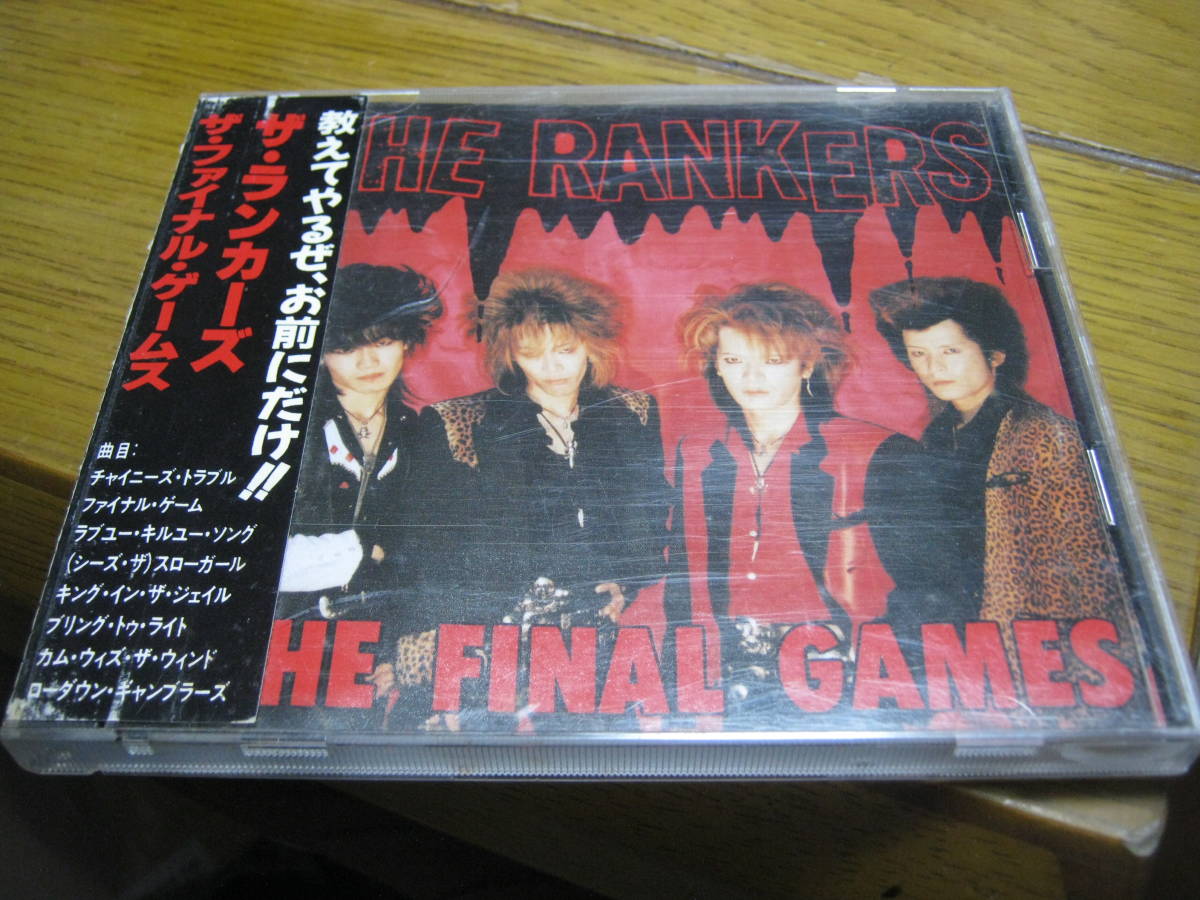 教えてやるぜ、お前にだけ!!
ザ・ランカーズ
ザ・ファイナル・ゲームス
曲目:
チャイニーズ・トラブル
ファイナル・ゲーム
ラブユー・キルユー・ソング
(シーズ・ザ)スローガール
キング・イン・ザ・ジェイル
ブリング・トゥ・ライト
カム・ウィズ・ザ・ウィンド
ローダウン・ギャンブラーズ
HE RANKERS
HE FINAL GAMES